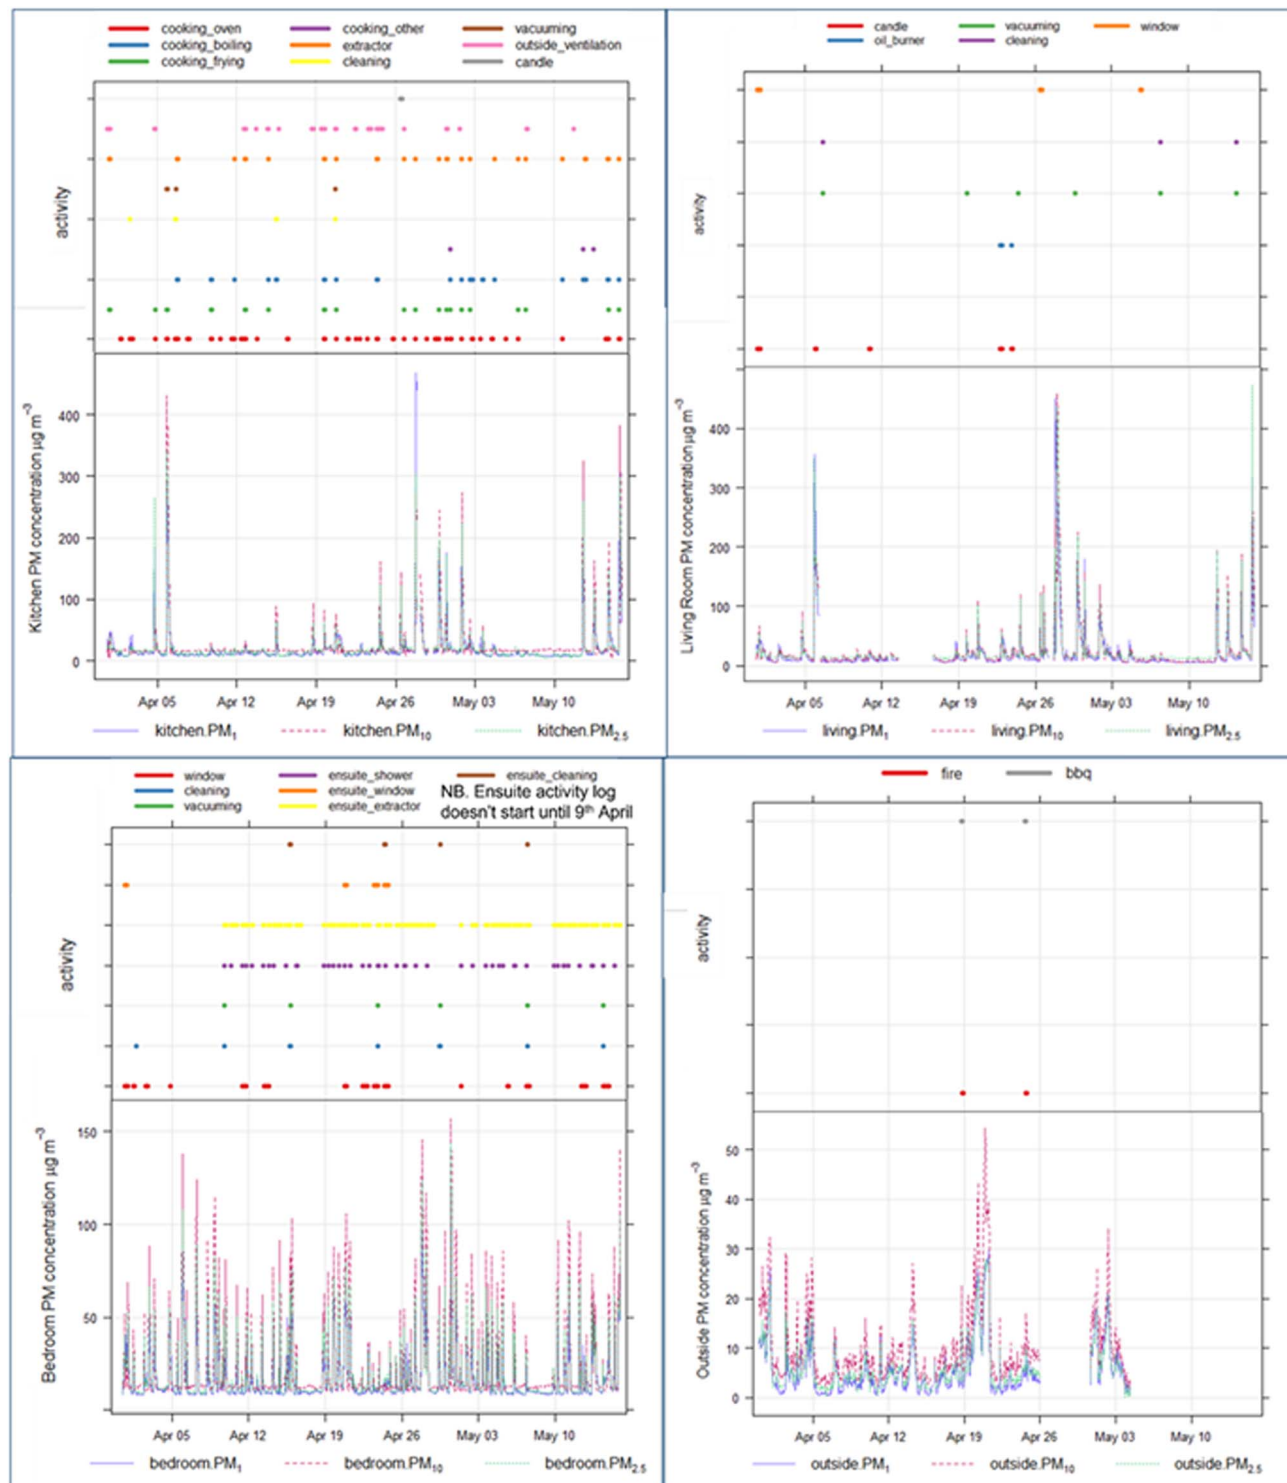 cooking_oven cooking_other vacuuming
cooking_boiling extractor outside_ventilation
cooking_frying cleaning candle
activity
Kitchen PM concentration µg m⁻³
400
300
200
100
0
Apr 05 Apr 12 Apr 19 Apr 26 May 03 May 10
kitchen.PM₁ kitchen.PM₁₀ kitchen.PM₂.₅
candle vacuuming window
oil_burner cleaning
activity
Living Room PM concentration µg m⁻³
400
300
200
100
0
Apr 05 Apr 12 Apr 19 Apr 26 May 03 May 10
living.PM₁ living.PM₁₀ living.PM₂.₅
window ensuite_shower ensuite_cleaning
cleaning ensuite_window
vacuuming ensuite_extractor
NB. Ensuite activity log
doesn't start until 9ᵗʰ April
activity
Bedroom PM concentration µg m⁻³
150
100
50
Apr 05 Apr 12 Apr 19 Apr 26 May 03 May 10
bedroom.PM₁ bedroom.PM₁₀ bedroom.PM₂.₅
fire bbq
activity
Outside PM concentration µg m⁻³
50
40
30
20
10
0
Apr 05 Apr 12 Apr 19 Apr 26 May 03 May 10
outside.PM₁ outside.PM₁₀ outside.PM₂.₅